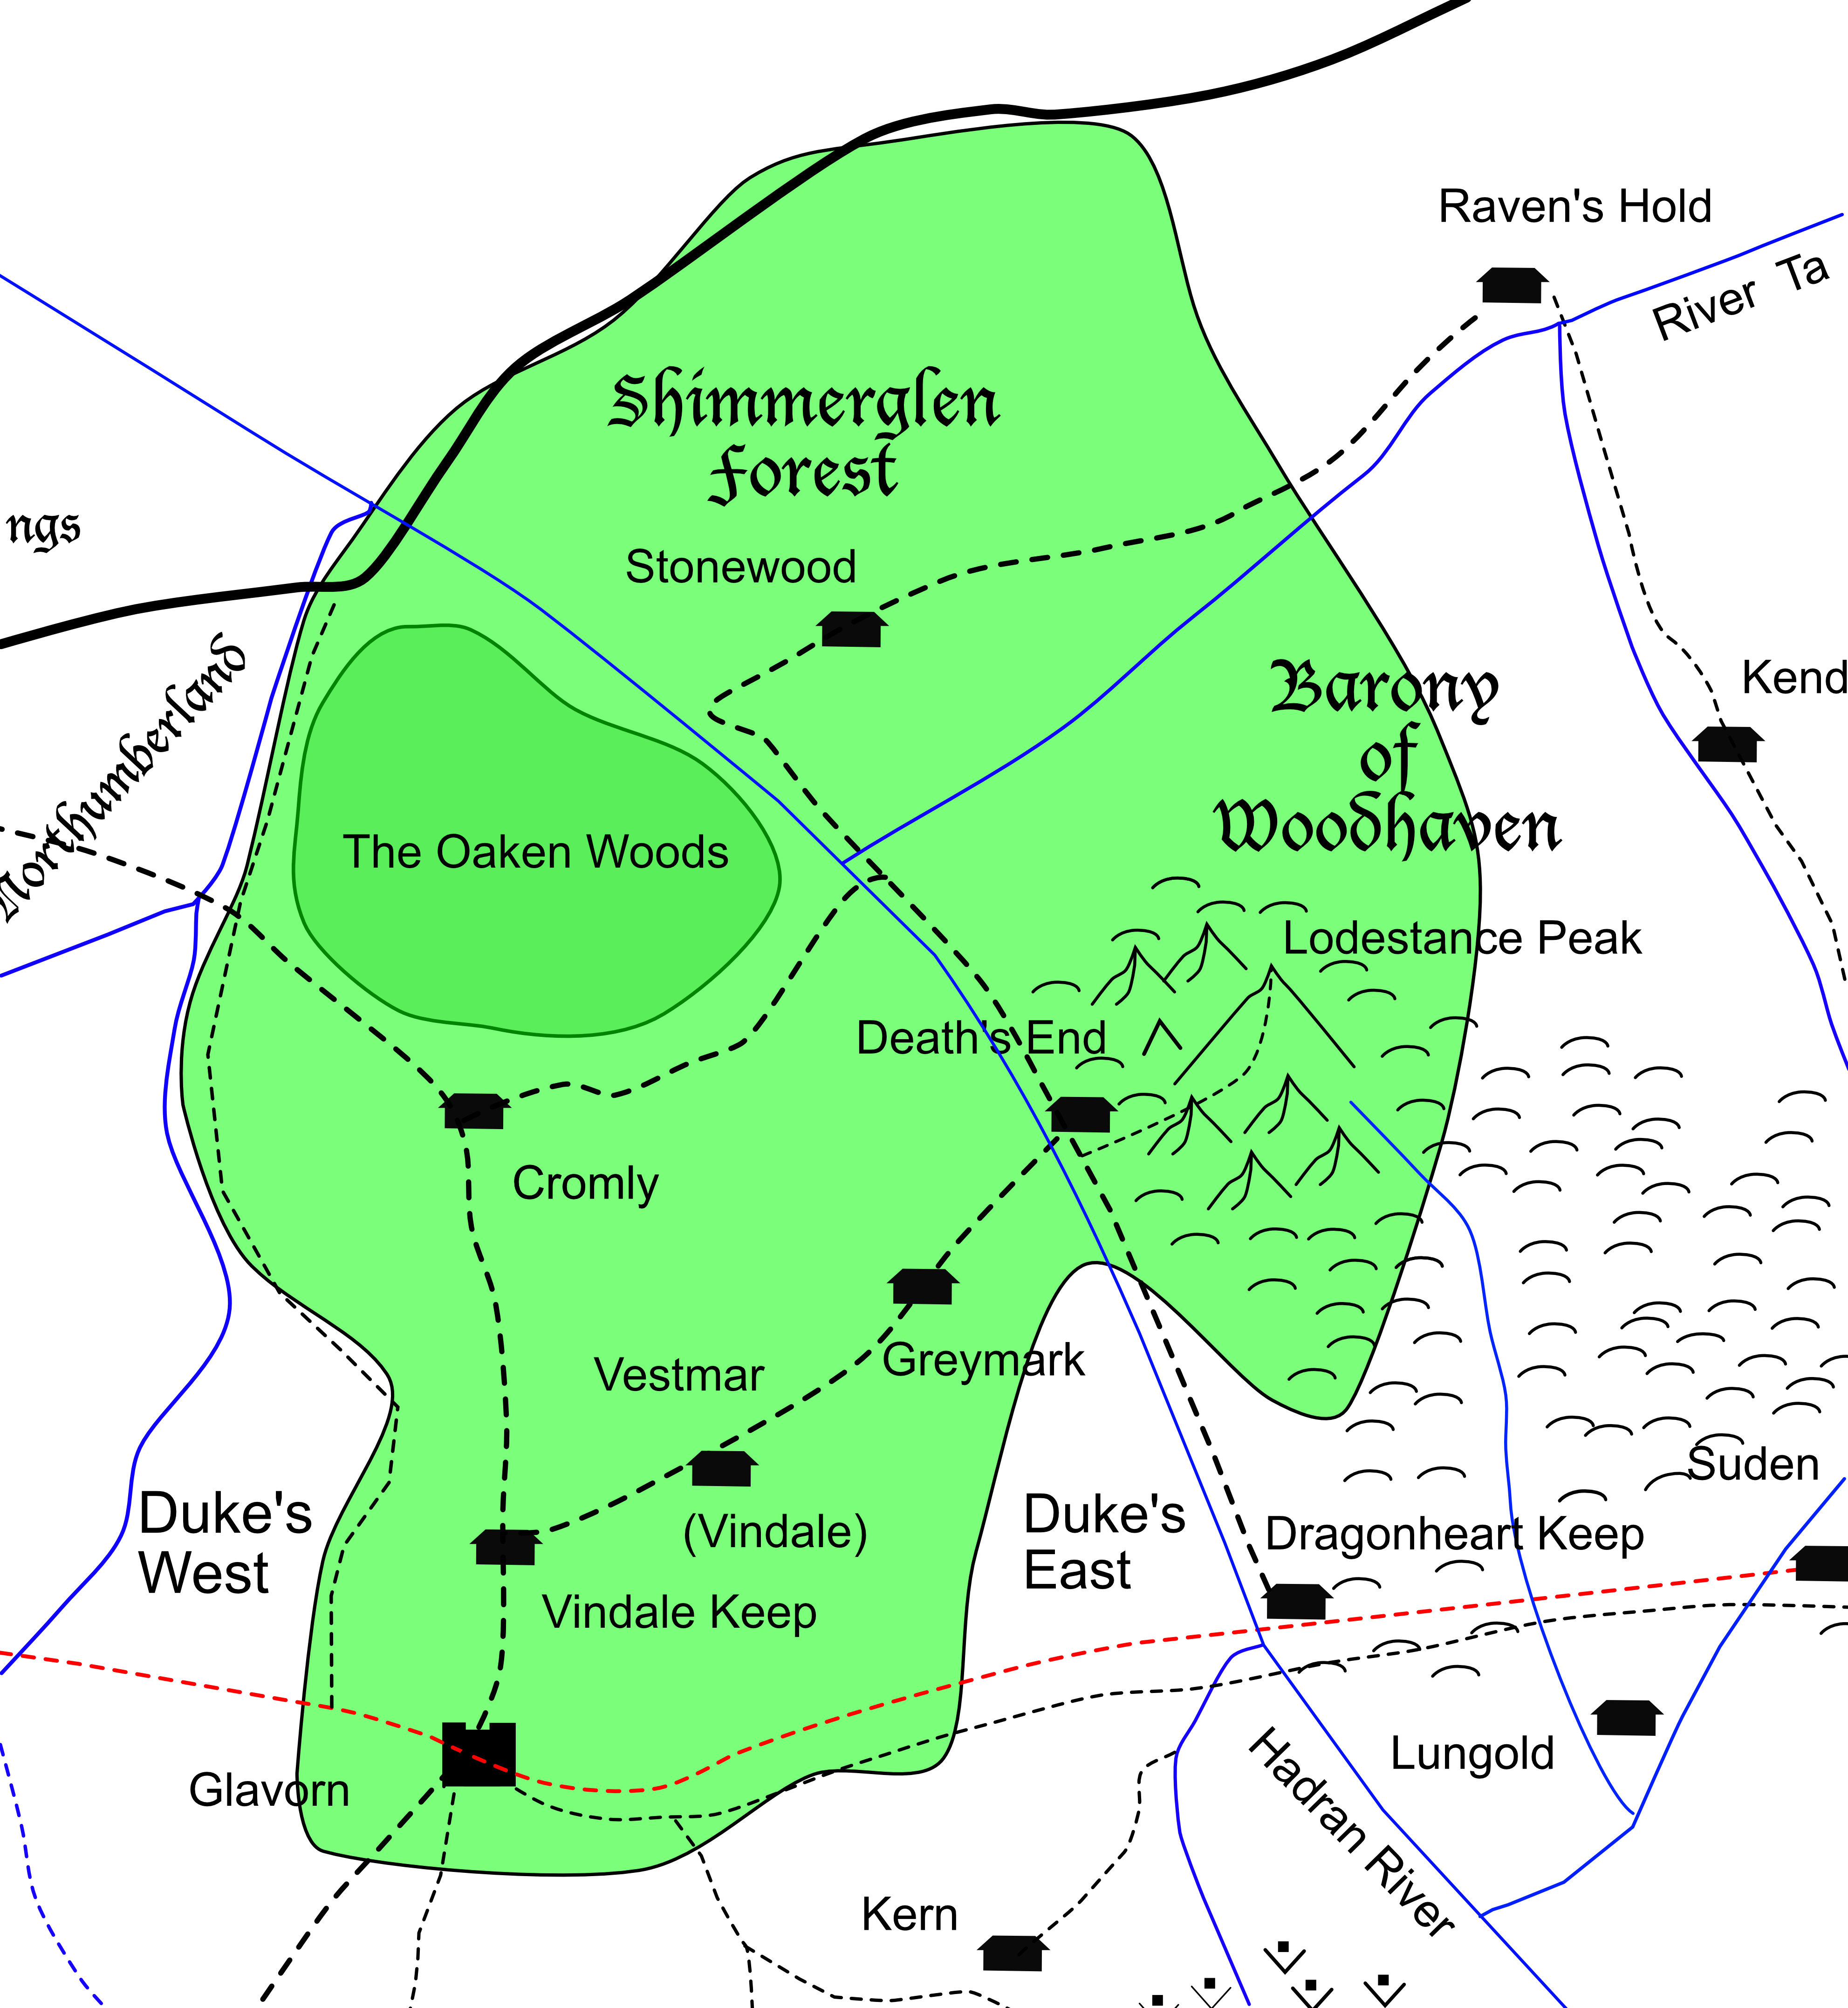 Raven's Hold
River Ta
Shimmerglen
Forest
ngs
Stonewood
Northumberland
Barony
of
Woodhaven
Kend
The Oaken Woods
Lodestance Peak
Death's End
Cromly
Greymark
Vestmar
(Vindale)
Duke's
West
Duke's
East
Suden
Dragonheart Keep
Vindale Keep
Glavorn
Lungold
Hadran River
Kern